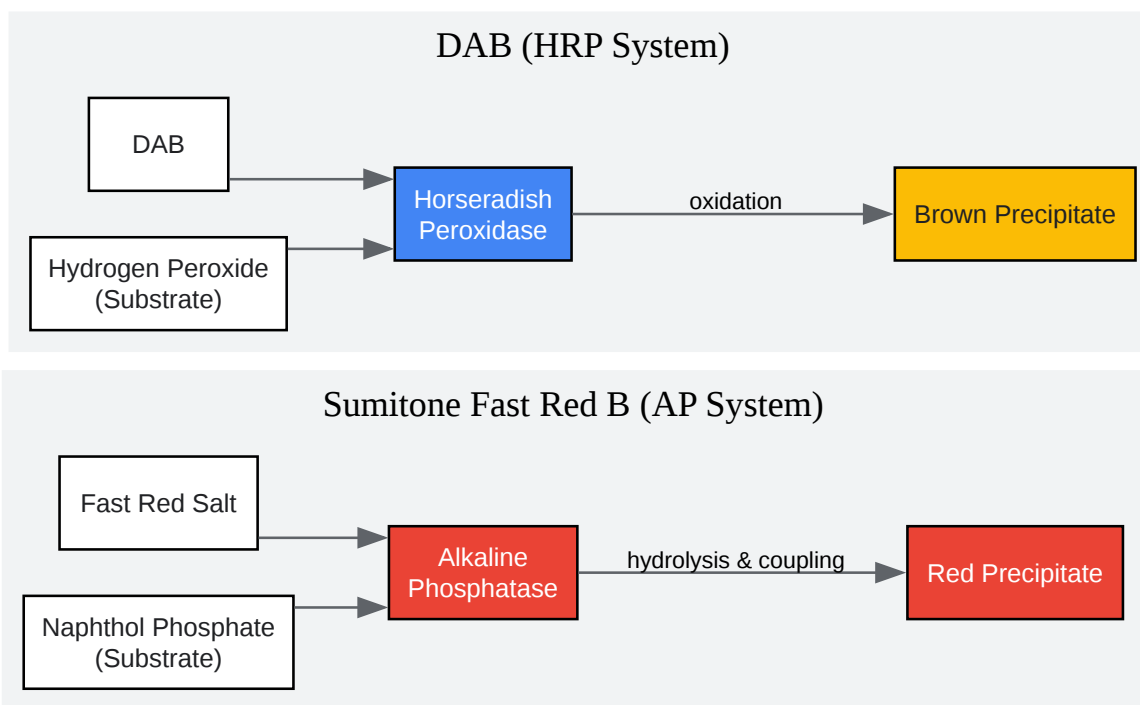 DAB (HRP System)
DAB
Hydrogen Peroxide
(Substrate)
Horseradish
Peroxidase
oxidation
Brown Precipitate
Sumitone Fast Red B (AP System)
Fast Red Salt
Naphthol Phosphate
(Substrate)
Alkaline
Phosphatase
hydrolysis & coupling
Red Precipitate